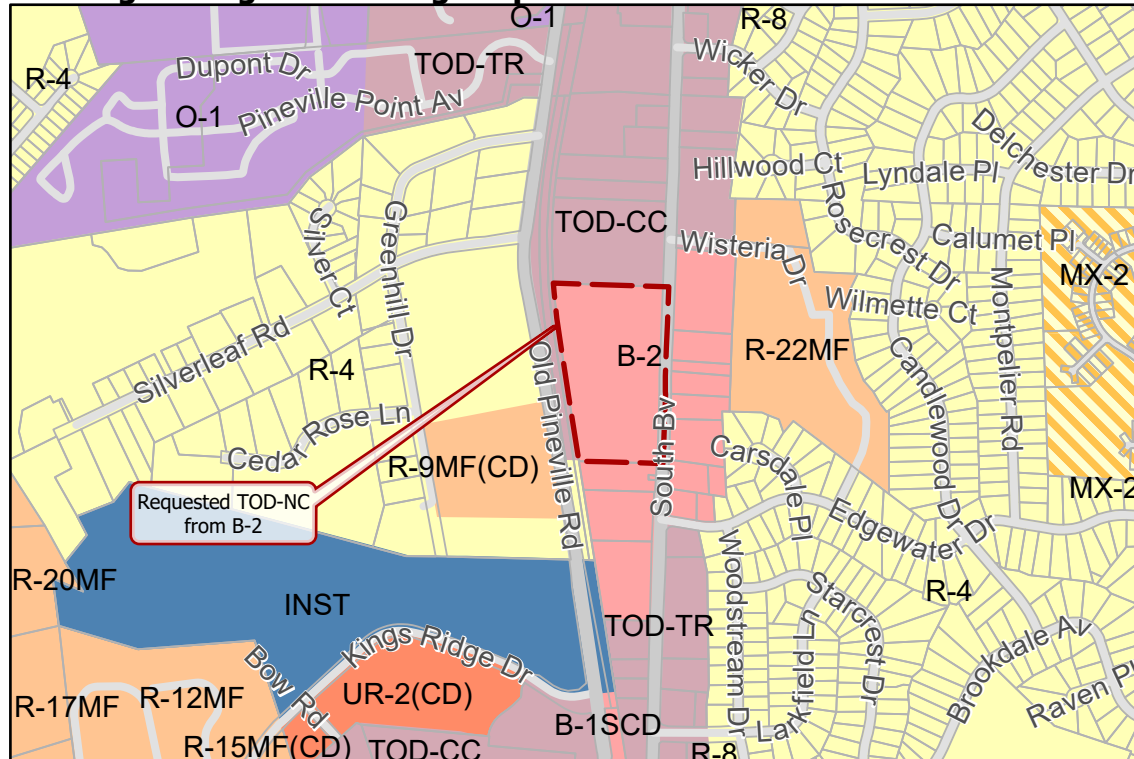 O-1
R-8
R-4
Dupont Dr
TOD-TR
Wicker Dr
O-1
Pineville Point Av
Delchester Dr
Hillwood Ct
Lyndale Pl
Silver Ct
Greenhill Dr
TOD-CC
Rosecrest Dr
Calumet Pl
Wisteria Dr
MX-2
Montpelier Rd
Wilmette Ct
Silverleaf Rd
R-4
Old Pineville Rd
B-2
R-22MF
Candlewood Dr
Cedar Rose Ln
South Bv
R-9MF(CD)
Carsdale Pl
Requested TOD-NC
from B-2
MX-2
Edgewater Dr
R-20MF
INST
Woodstream Dr
Starcrest Dr
R-4
TOD-TR
Larkfield Ln
Brookdale Av
Kings Ridge Dr
Bow Rd
R-17MF
R-12MF
UR-2(CD)
Raven Pl
B-1SCD
R-15MF(CD)
TOD-CC
R-8